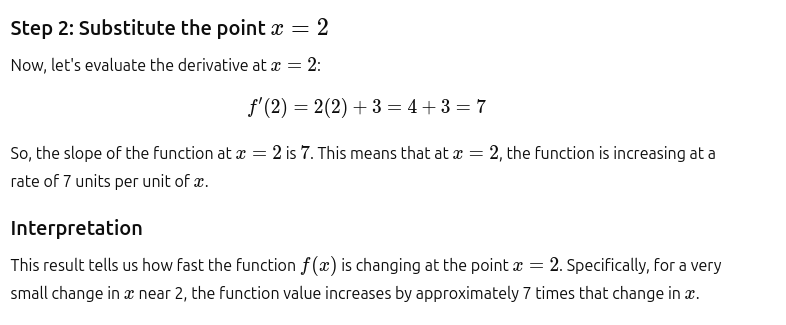 Step 2: Substitute the point x = 2
Now, let's evaluate the derivative at x = 2:
f′(2) = 2(2) + 3 = 4 + 3 = 7
So, the slope of the function at x = 2 is 7. This means that at x = 2, the function is increasing at a
rate of 7 units per unit of x.
Interpretation
This result tells us how fast the function f(x) is changing at the point x = 2. Specifically, for a very
small change in x near 2, the function value increases by approximately 7 times that change in x.